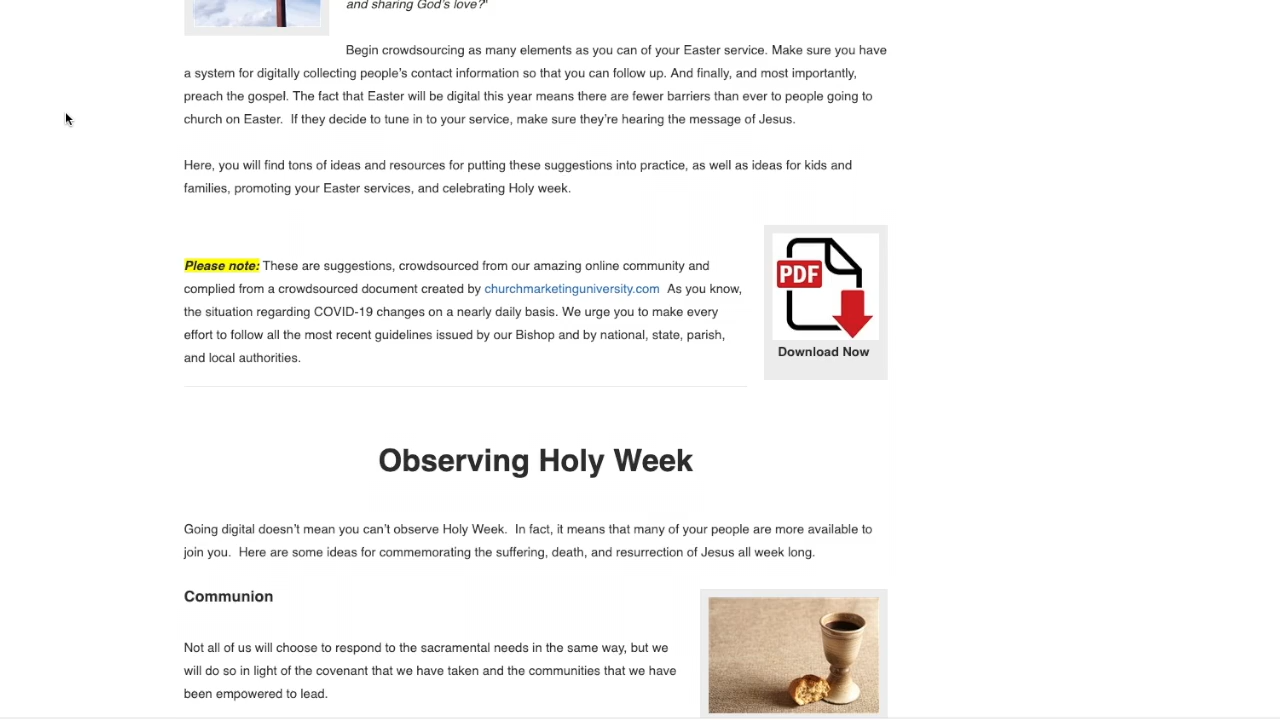 and sharing God's love?"
Begin crowdsourcing as many elements as you can of your Easter service. Make sure you have
a system for digitally collecting people's contact information so that you can follow up. And finally, and most importantly,
preach the gospel. The fact that Easter will be digital this year means there are fewer barriers than ever to people going to
church on Easter.  If they decide to tune in to your service, make sure they're hearing the message of Jesus.
Here, you will find tons of ideas and resources for putting these suggestions into practice, as well as ideas for kids and
families, promoting your Easter services, and celebrating Holy week.
Please note: These are suggestions, crowdsourced from our amazing online community and
complied from a crowdsourced document created by churchmarketinguniversity.com  As you know,
the situation regarding COVID-19 changes on a nearly daily basis. We urge you to make every
effort to follow all the most recent guidelines issued by our Bishop and by national, state, parish,
and local authorities.
PDF
Download Now
Observing Holy Week
Going digital doesn't mean you can't observe Holy Week.  In fact, it means that many of your people are more available to
join you.  Here are some ideas for commemorating the suffering, death, and resurrection of Jesus all week long.
Communion
Not all of us will choose to respond to the sacramental needs in the same way, but we
will do so in light of the covenant that we have taken and the communities that we have
been empowered to lead.